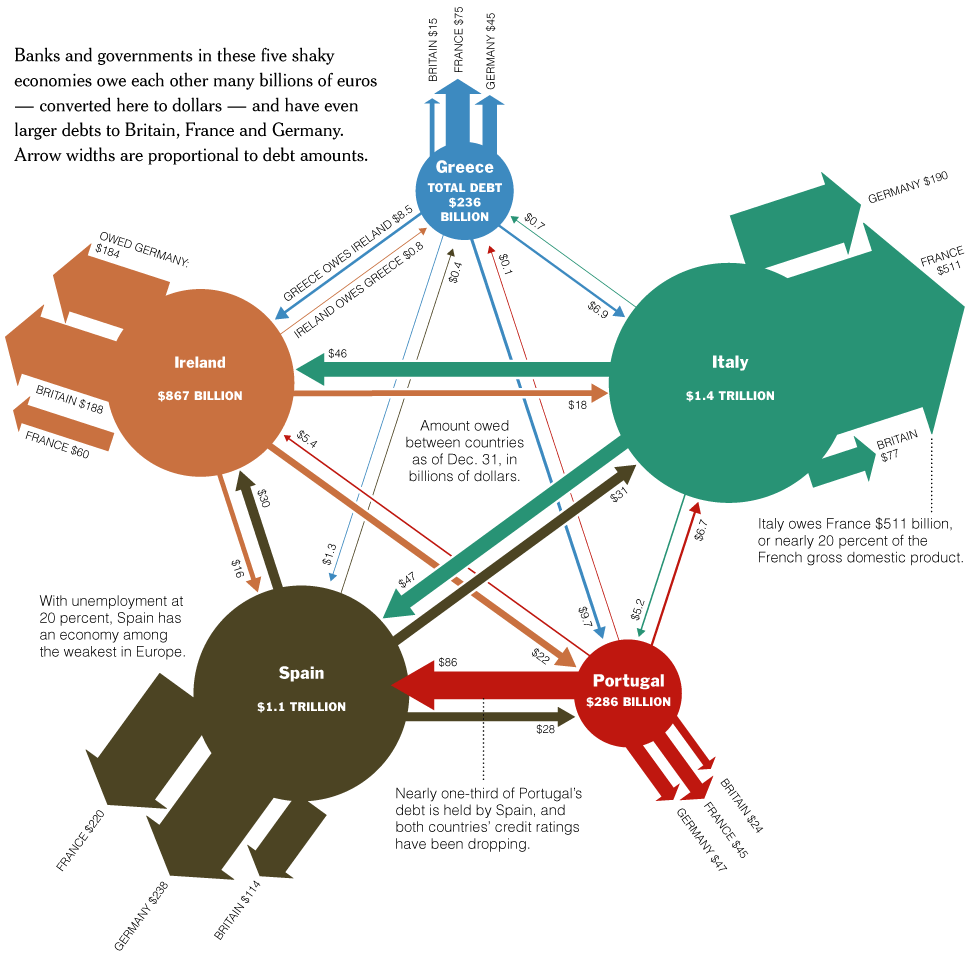 Banks and governments in these five shaky
economies owe each other many billions of euros
— converted here to dollars — and have even
larger debts to Britain, France and Germany.
Arrow widths are proportional to debt amounts.
BRITAIN $15
FRANCE $75
GERMANY $45
Greece
TOTAL DEBT
$236
BILLION
GREECE OWES IRELAND $8.5
IRELAND OWES GREECE $0.8
$0.4
$0.1
$0.7
$6.9
GERMANY $190
FRANCE
$511
OWED GERMANY:
$184
Ireland
$867 BILLION
BRITAIN $188
FRANCE $60
$46
$18
Italy
$1.4 TRILLION
BRITAIN
$77
Amount owed
between countries
as of Dec. 31, in
billions of dollars.
$5.4
$30
$16
$1.3
$47
$31
$9.7
$5.2
$6.7
$22
Italy owes France $511 billion,
or nearly 20 percent of the
French gross domestic product.
With unemployment at
20 percent, Spain has
an economy among
the weakest in Europe.
Spain
$1.1 TRILLION
$86
$28
Portugal
$286 BILLION
FRANCE $220
GERMANY $238
BRITAIN $114
Nearly one-third of Portugal's
debt is held by Spain, and
both countries' credit ratings
have been dropping.
BRITAIN $24
FRANCE $45
GERMANY $47